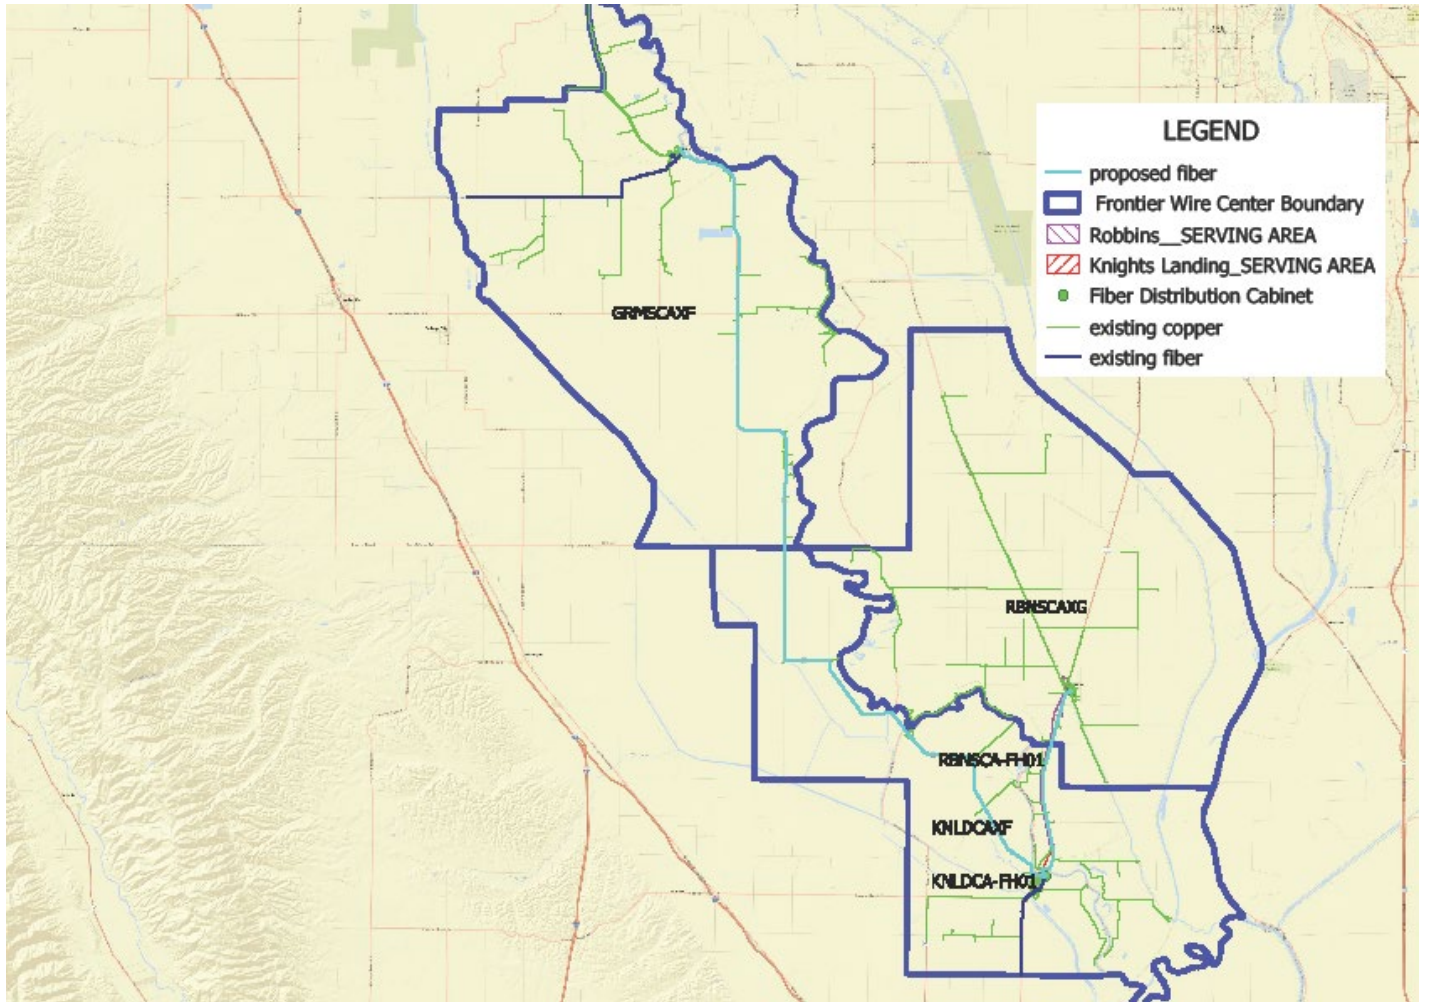 LEGEND
proposed fiber
Frontier Wire Center Boundary
Robbins__SERVING AREA
Knights Landing_SERVING AREA
Fiber Distribution Cabinet
existing copper
existing fiber
GRMSCAXF
RBNSCAXG
RBNSCA-FH01
KNLDCAXF
KNLDCA-FH01